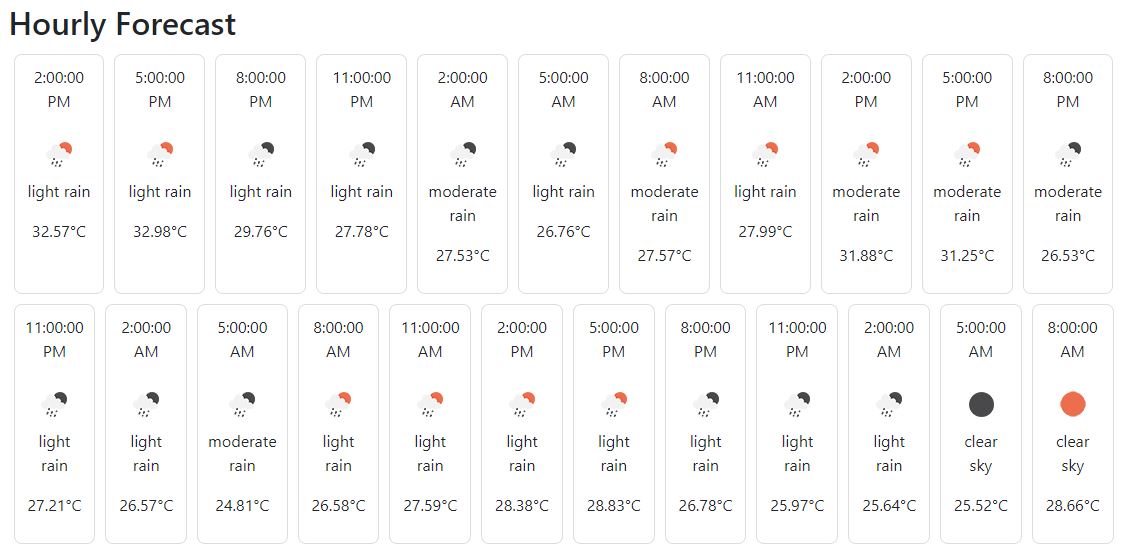 Hourly Forecast
2:00:00
PM
light rain
32.57°C
5:00:00
PM
light rain
32.98°C
8:00:00
PM
light rain
29.76°C
11:00:00
PM
light rain
27.78°C
2:00:00
AM
moderate
rain
27.53°C
5:00:00
AM
light rain
26.76°C
8:00:00
AM
moderate
rain
27.57°C
11:00:00
AM
light rain
27.99°C
2:00:00
PM
moderate
rain
31.88°C
5:00:00
PM
moderate
rain
31.25°C
8:00:00
PM
moderate
rain
26.53°C
11:00:00
PM
light
rain
27.21°C
2:00:00
AM
light
rain
26.57°C
5:00:00
AM
moderate
rain
24.81°C
8:00:00
AM
light
rain
26.58°C
11:00:00
AM
light
rain
27.59°C
2:00:00
PM
light
rain
28.38°C
5:00:00
PM
light
rain
28.83°C
8:00:00
PM
light
rain
26.78°C
11:00:00
PM
light
rain
25.97°C
2:00:00
AM
light
rain
25.64°C
5:00:00
AM
clear
sky
25.52°C
8:00:00
AM
clear
sky
28.66°C